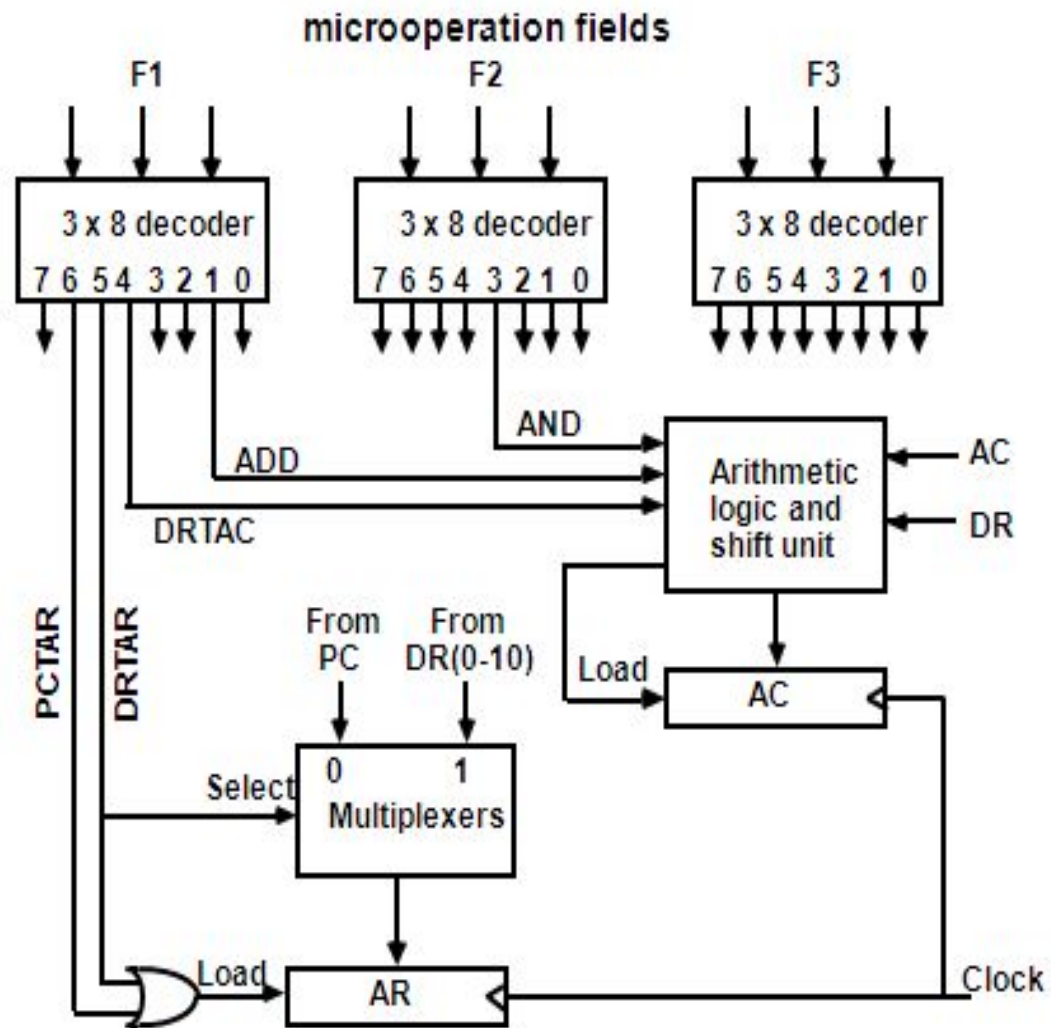 microoperation fields
F1 F2 F3
3 x 8 decoder 3 x 8 decoder 3 x 8 decoder
7 6 5 4 3 2 1 0 7 6 5 4 3 2 1 0 7 6 5 4 3 2 1 0
AND
ADD
DRTAC
Arithmetic
logic and
shift unit
AC
DR
PCTAR
DRTAR
From
PC
From
DR(0-10)
Load
AC
0 1
Select
Multiplexers
Load
AR
Clock